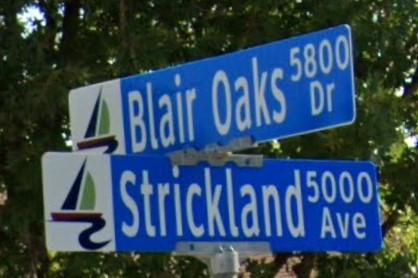 Blair Oaks 5800 Dr
Strickland 5000 Ave